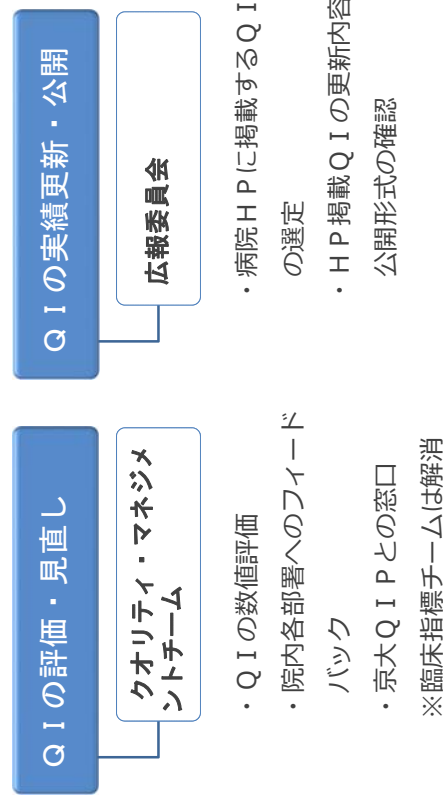 QIの評価・見直し
クオリティ・マネジメ
ントチーム
・QIの数値評価
・院内各部署へのフィード
バック
・京大QIPとの窓口
※臨床指標チームは解消
QIの実績更新・公開
広報委員会
・病院HPに掲載するQI
の選定
・HP掲載QIの更新内容
公開形式の確認